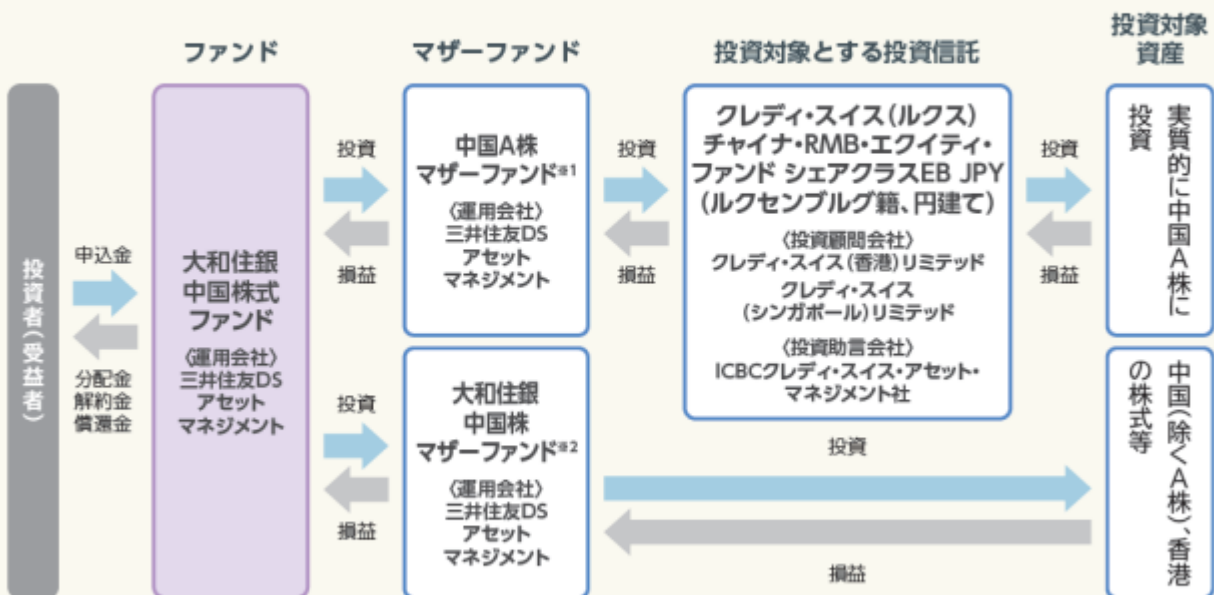 ファンド
マザーファンド
投資対象とする投資信託
投資対象
資産
投資者(受益者)
申込金
分配金
解約金
償還金
大和住銀
中国株式
ファンド
〈運用会社〉
三井住友DS
アセット
マネジメント
投資
損益
中国A株
マザーファンド※1
〈運用会社〉
三井住友DS
アセット
マネジメント
投資
損益
クレディ・スイス(ルクス)
チャイナ・RMB・エクイティ・
ファンド シェアクラスEB JPY
(ルクセンブルグ籍、円建て)
〈投資顧問会社〉
クレディ・スイス(香港)リミテッド
クレディ・スイス
(シンガポール)リミテッド
〈投資助言会社〉
ICBCクレディ・スイス・アセット・
マネジメント社
投資
損益
実質的に中国A株に
投資
投資
損益
大和住銀
中国株
マザーファンド※2
〈運用会社〉
三井住友DS
アセット
マネジメント
投資
損益
中国(除くA株)、香港
の株式等